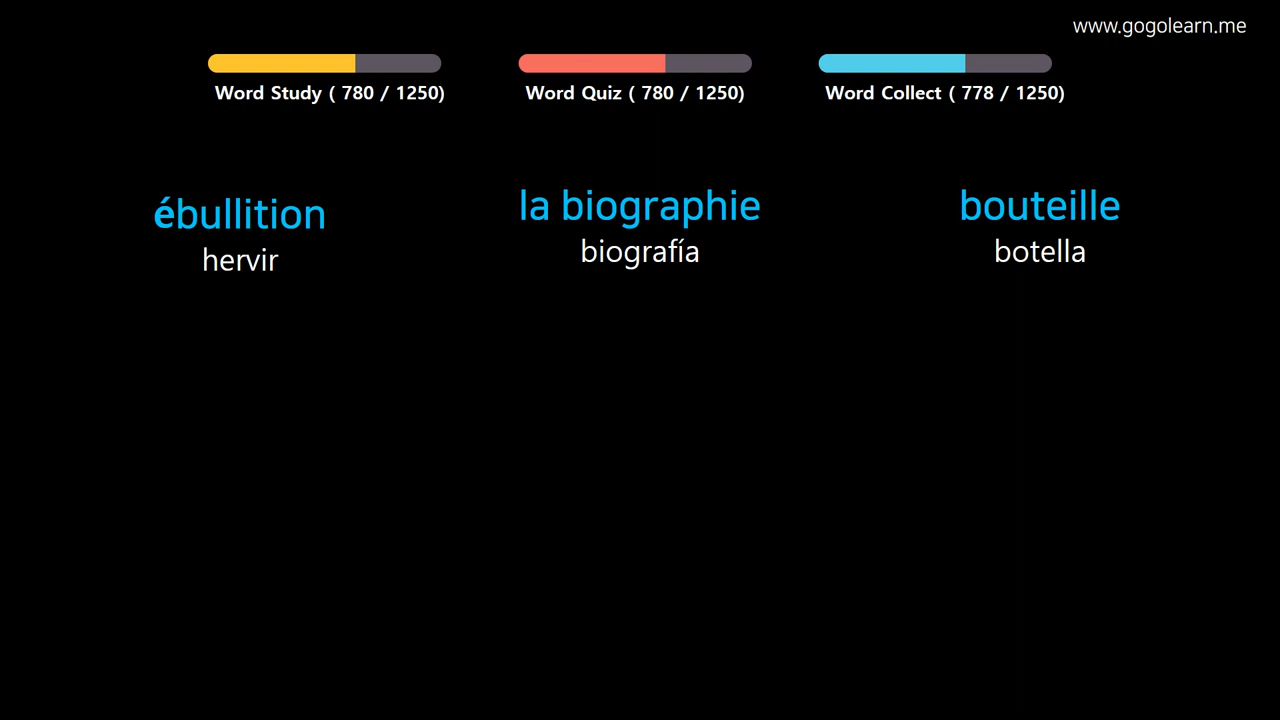 www.gogolearn.me
Word Study ( 780 / 1250)
Word Quiz ( 780 / 1250)
Word Collect ( 778 / 1250)
ébullition
hervir
la biographie
biografía
bouteille
botella